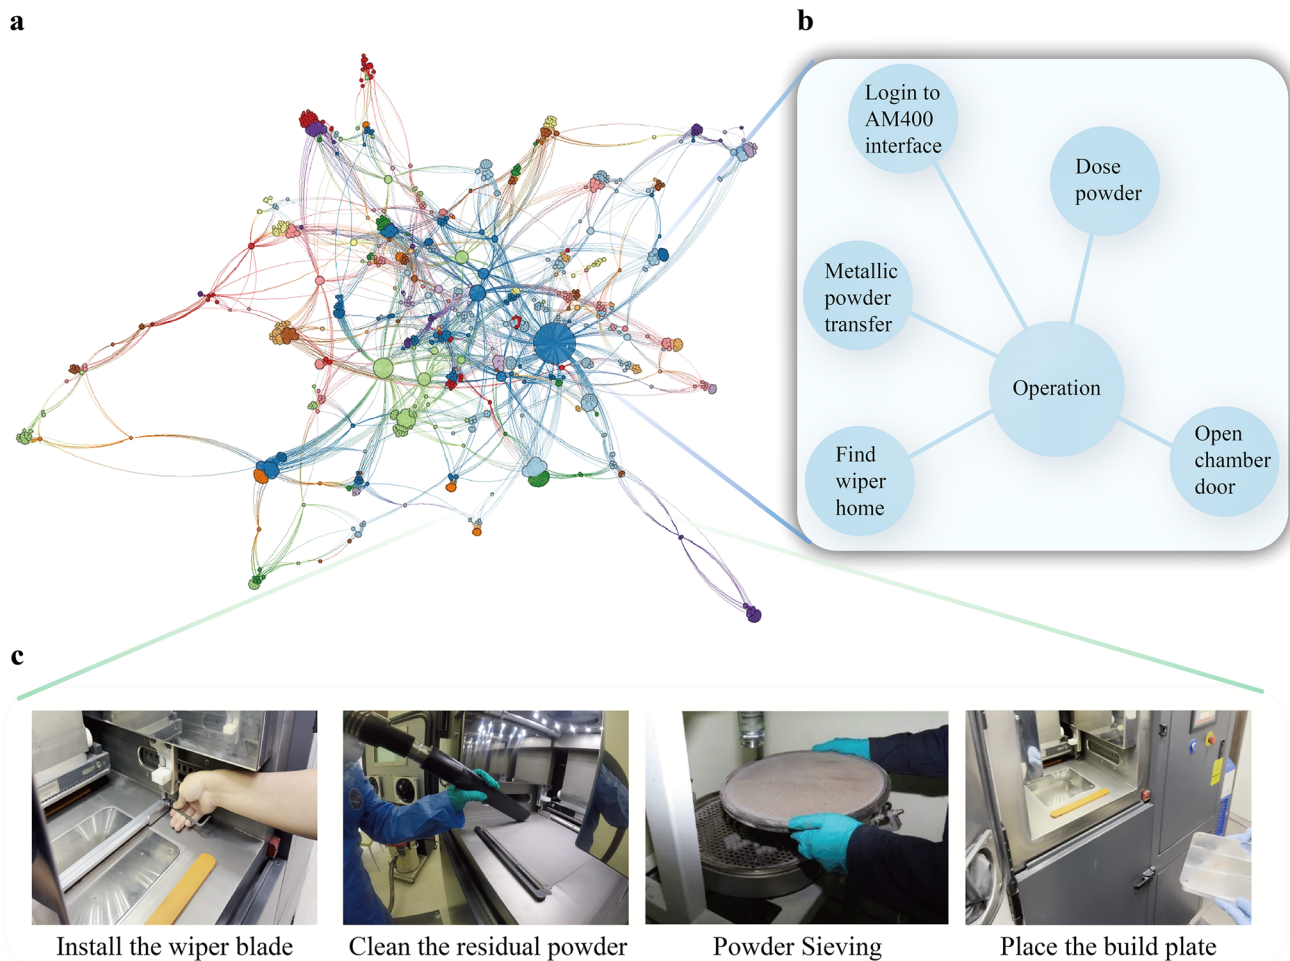 a
b
Login to
AM400
interface
Dose
powder
Metallic
powder
transfer
Operation
Find
wiper
home
Open
chamber
door
c
Install the wiper blade
Clean the residual powder
Powder Sieving
Place the build plate